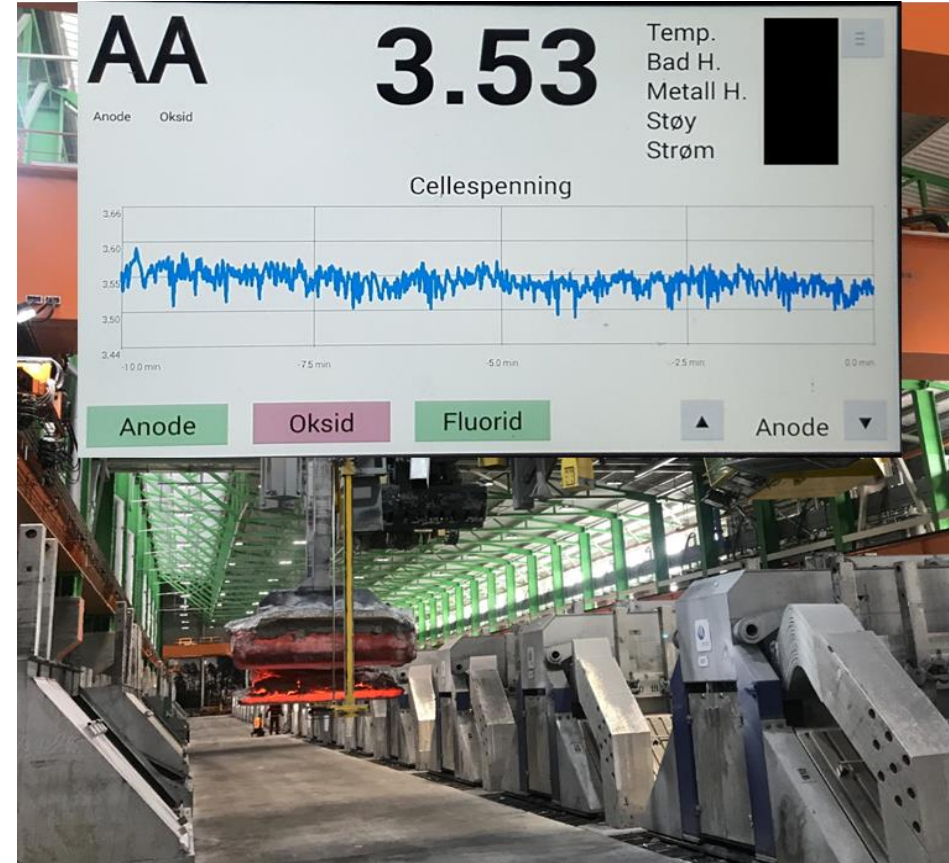 AA
Anode Oksid
3.53
Temp.
Bad H.
Metall H.
Støy
Strøm
Cellespenning
3.66
3.60
3.55
3.50
3.44
-10.0 min
-7.5 min
-5.0 min
-2.5 min
0.0 min
Anode
Oksid
Fluorid
▲ Anode ▼